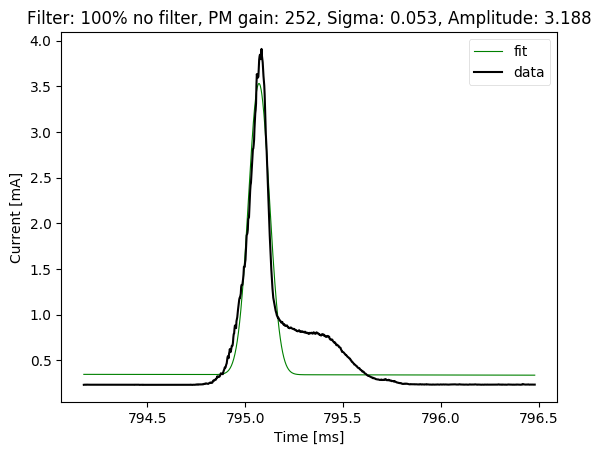 Filter: 100% no filter, PM gain: 252, Sigma: 0.053, Amplitude: 3.188
fit
data
4.0
3.5
3.0
2.5
2.0
1.5
1.0
0.5
Current [mA]
794.5
795.0
795.5
796.0
796.5
Time [ms]